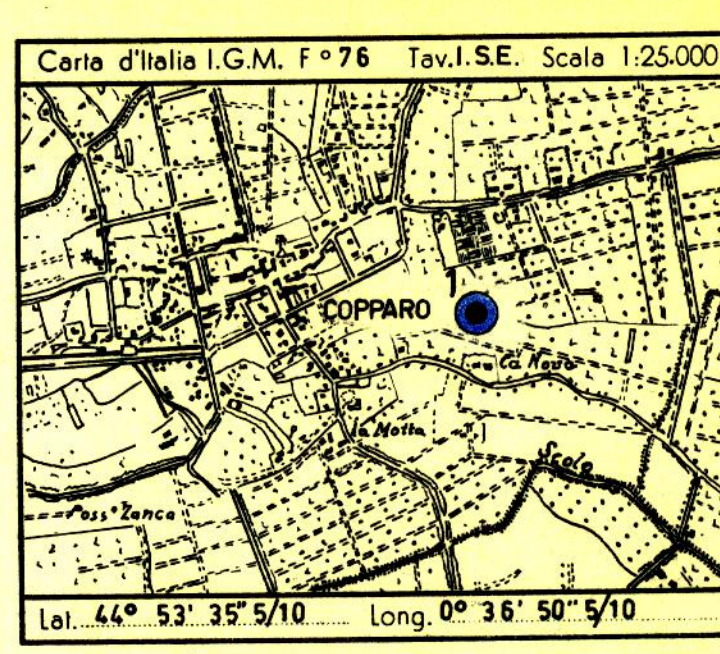 Carta d'Italia I.G.M. F° 76 Tav. I.S.E. Scala 1:25.000
1
COPPARO
Ca Nova
la Motta
Scolo
Poss° Zanca
Lat. 44° 53' 35" 5/10 Long. 0° 36' 50" 5/10